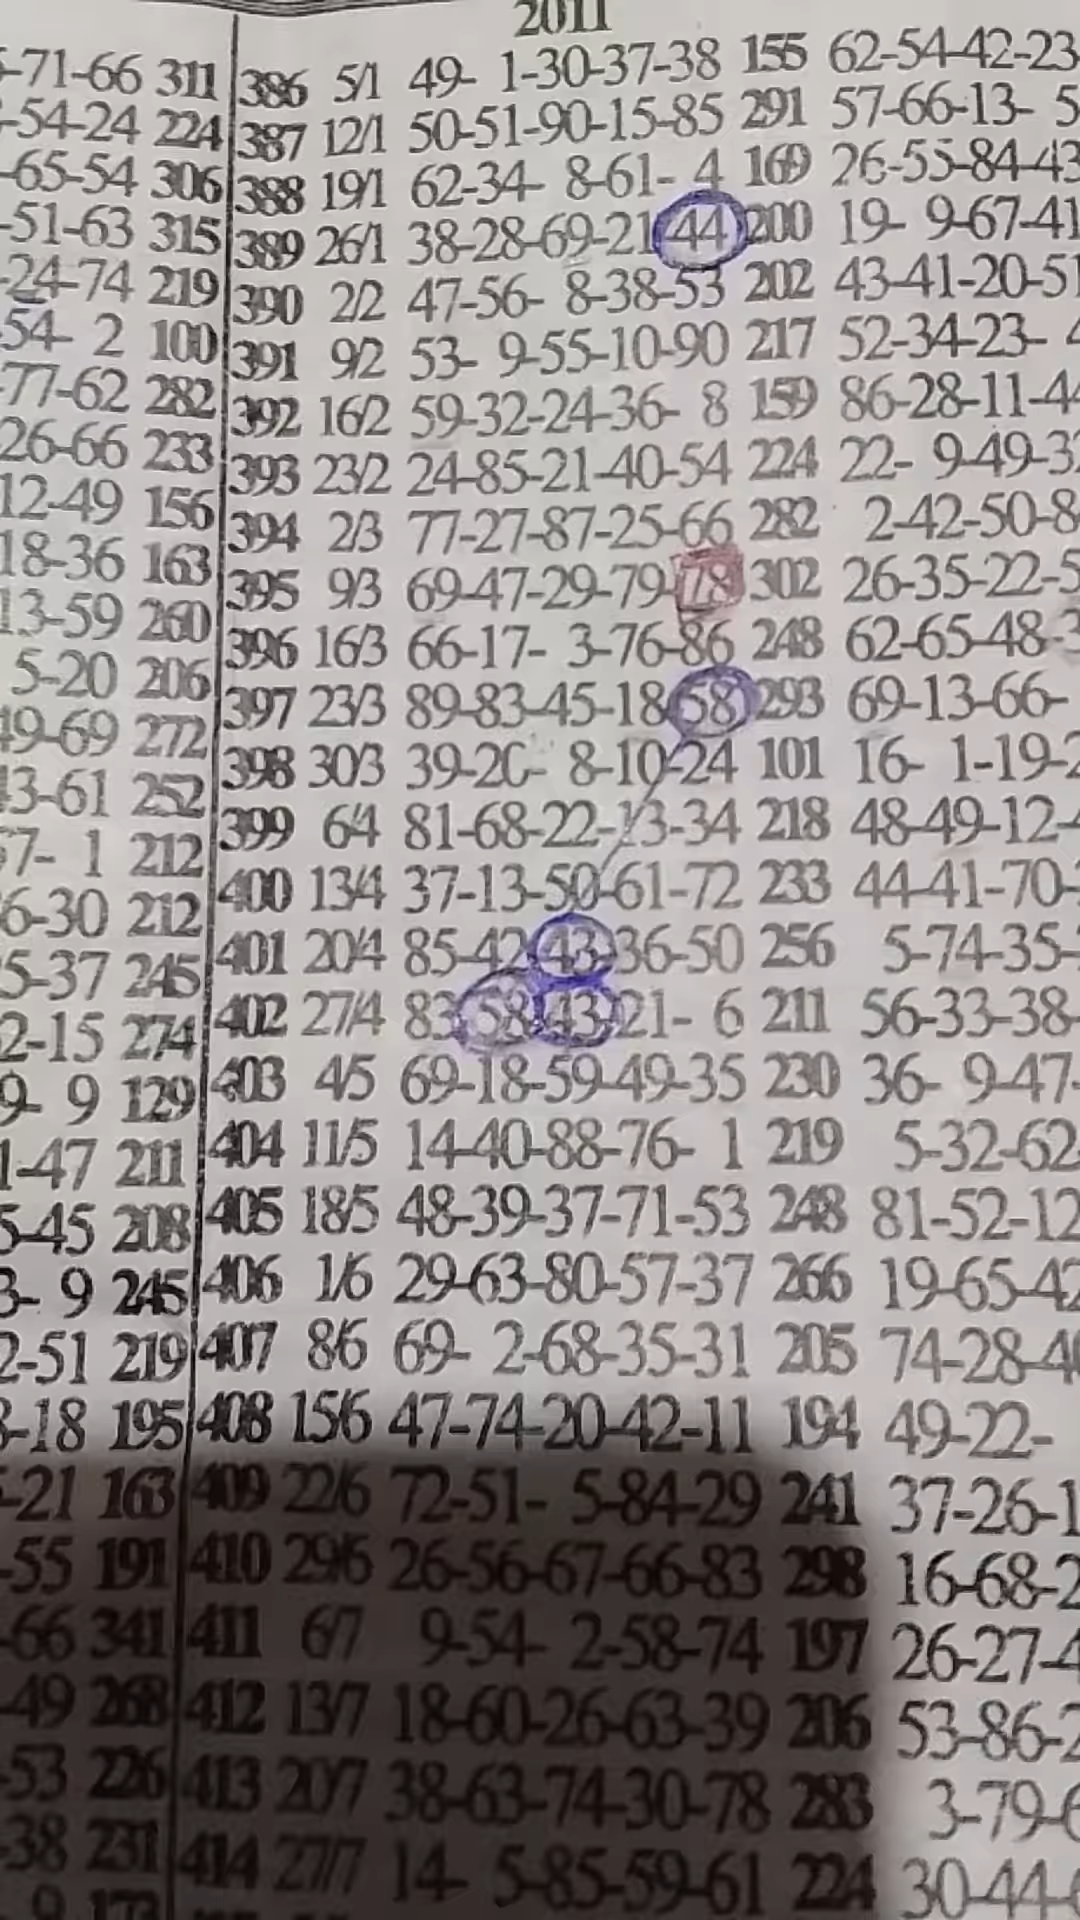 2011
-71-66 311 386 5/1 49- 1-30-37-38 155 62-54-42-23
-54-24 224 387 12/1 50-51-90-15-85 291 57-66-13- 5
-65-54 306 388 19/1 62-34- 8-61- 4 169 26-55-84-43
-51-63 315 389 26/1 38-28-69-21-44 200 19- 9-67-41
-24-74 219 390 2/2 47-56- 8-38-53 202 43-41-20-51
54- 2 100 391 9/2 53- 9-55-10-90 217 52-34-23- 4
-77-62 282 392 16/2 59-32-24-36- 8 159 86-28-11-44
26-66 233 393 23/2 24-85-21-40-54 224 22- 9-49-32
12-49 156 394 2/3 77-27-87-25-66 282 2-42-50-8
18-36 163 395 9/3 69-47-29-79-78 302 26-35-22-5
13-59 260 396 16/3 66-17- 3-76-86 248 62-65-48-3
5-20 206 397 23/3 89-83-45-18-58 293 69-13-66-
49-69 272 398 30/3 39-20- 8-10-24 101 16- 1-19-2
43-61 252 399 6/4 81-68-22-13-34 218 48-49-12-4
57- 1 212 400 13/4 37-13-50-61-72 233 44-41-70-
6-30 212 401 20/4 85-42-43-36-50 256 5-74-35-
5-37 245 402 27/4 83-58-43-21- 6 211 56-33-38-
2-15 274 403 4/5 69-18-59-49-35 230 36- 9-47-
9- 9 129 404 11/5 14-40-88-76- 1 219 5-32-62
1-47 211 405 18/5 48-39-37-71-53 248 81-52-12
5-45 208 406 1/6 29-63-80-57-37 266 19-65-42
3- 9 245 407 8/6 69- 2-68-35-31 205 74-28-40
2-51 219 408 15/6 47-74-20-42-11 194 49-22-
8-18 195 409 22/6 72-51- 5-84-29 241 37-26-1
-21 163 410 29/6 26-56-67-66-83 298 16-68-2
-55 191 411 6/7 9-54- 2-58-74 197 26-27-4
-66 341 412 13/7 18-60-26-63-39 206 53-86-2
-49 268 413 20/7 38-63-74-30-78 283 3-79-6
-53 226 414 27/7 14- 5-85-59-61 224 30-44-6
-38 231
9 173